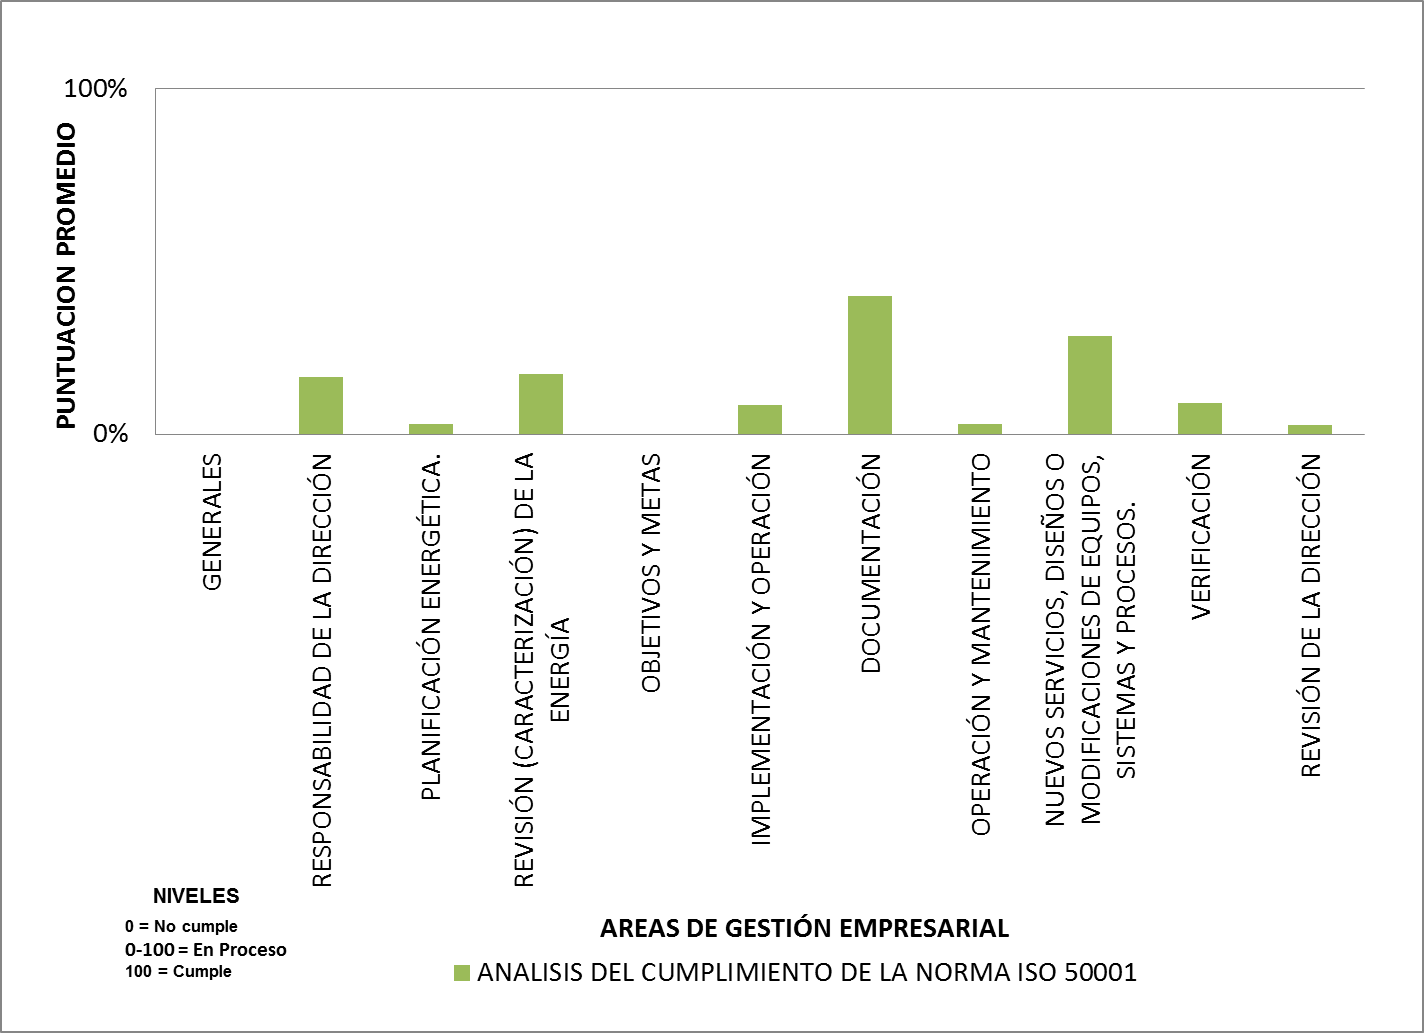 100%
PUNTUACION PROMEDIO
0%
GENERALES
RESPONSABILIDAD DE LA DIRECCIÓN
PLANIFICACIÓN ENERGÉTICA.
REVISIÓN (CARACTERIZACIÓN) DE LA
ENERGÍA
OBJETIVOS Y METAS
IMPLEMENTACIÓN Y OPERACIÓN
DOCUMENTACIÓN
OPERACIÓN Y MANTENIMIENTO
NUEVOS SERVICIOS, DISEÑOS O
MODIFICACIONES DE EQUIPOS,
SISTEMAS Y PROCESOS.
VERIFICACIÓN
REVISIÓN DE LA DIRECCIÓN
NIVELES
0 = No cumple
0-100 = En Proceso
100 = Cumple
AREAS DE GESTIÓN EMPRESARIAL
ANALISIS DEL CUMPLIMIENTO DE LA NORMA ISO 50001